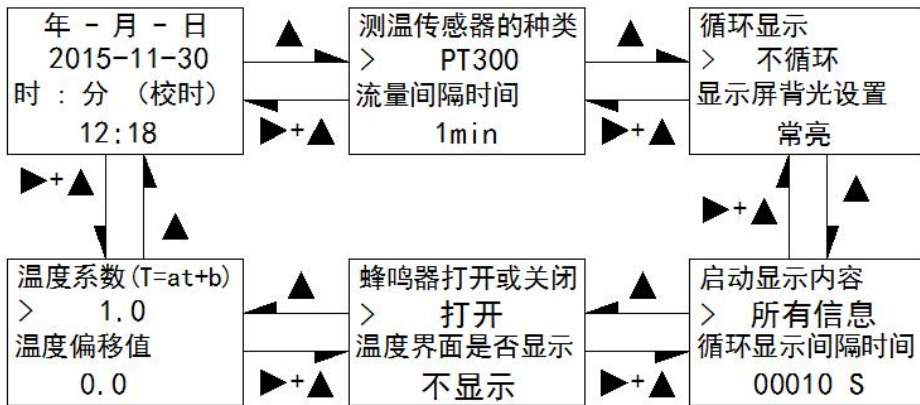 年-月-日
2015-11-30
时 : 分 （校时）
12:18
▲
▶+▲
测温传感器的种类
> PT300
流量间隔时间
1min
▲
▶+▲
循环显示
> 不循环
显示屏背光设置
常亮
▶+▲
▲
▶+▲
▲
温度系数(T=at+b)
> 1.0
温度偏移值
0.0
▲
▶+▲
蜂鸣器打开或关闭
> 打开
温度界面是否显示
不显示
▲
▶+▲
启动显示内容
> 所有信息
循环显示间隔时间
00010 S